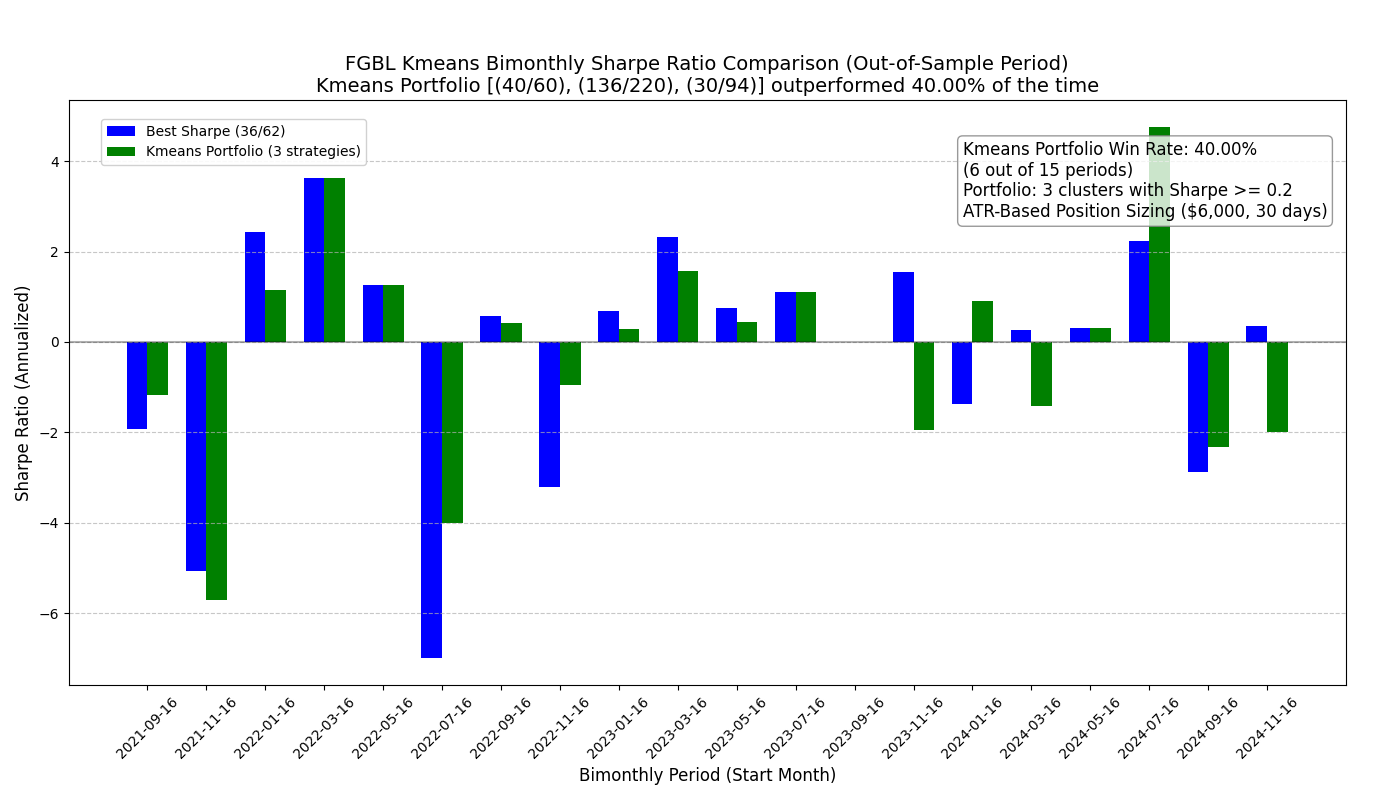 FGBL Kmeans Bimonthly Sharpe Ratio Comparison (Out-of-Sample Period)
Kmeans Portfolio [(40/60), (136/220), (30/94)] outperformed 40.00% of the time
Best Sharpe (36/62)
Kmeans Portfolio (3 strategies)
Kmeans Portfolio Win Rate: 40.00%
(6 out of 15 periods)
Portfolio: 3 clusters with Sharpe >= 0.2
ATR-Based Position Sizing ($6,000, 30 days)
Sharpe Ratio (Annualized)
4
2
0
−2
−4
−6
2021-09-16
2021-11-16
2022-01-16
2022-03-16
2022-05-16
2022-07-16
2022-09-16
2022-11-16
2023-01-16
2023-03-16
2023-05-16
2023-07-16
2023-09-16
2023-11-16
2024-01-16
2024-03-16
2024-05-16
2024-07-16
2024-09-16
2024-11-16
Bimonthly Period (Start Month)